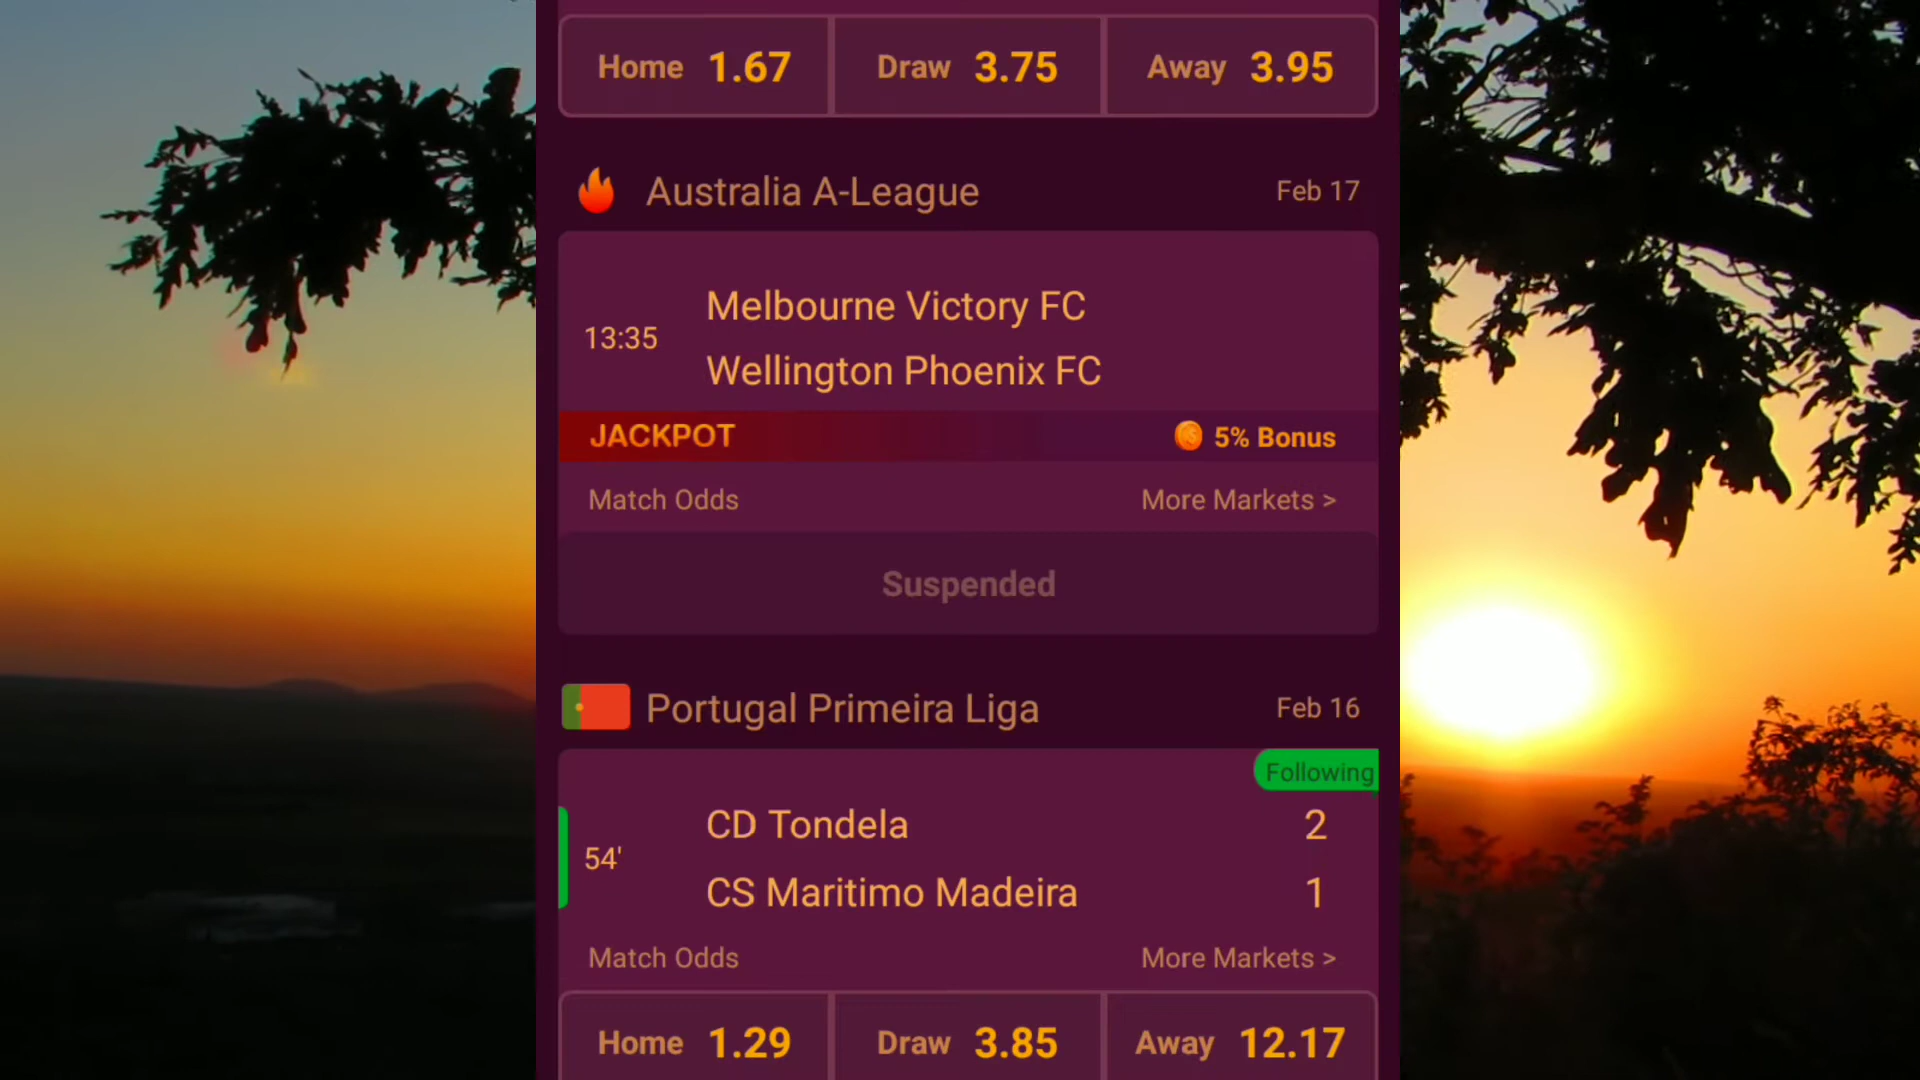 Home 1.67 Draw 3.75 Away 3.95
Australia A-League Feb 17
Melbourne Victory FC
13:35
Wellington Phoenix FC
JACKPOT 5% Bonus
Match Odds More Markets >
Suspended
Portugal Primeira Liga Feb 16
Following
CD Tondela 2
54'
CS Maritimo Madeira 1
Match Odds More Markets >
Home 1.29 Draw 3.85 Away 12.17